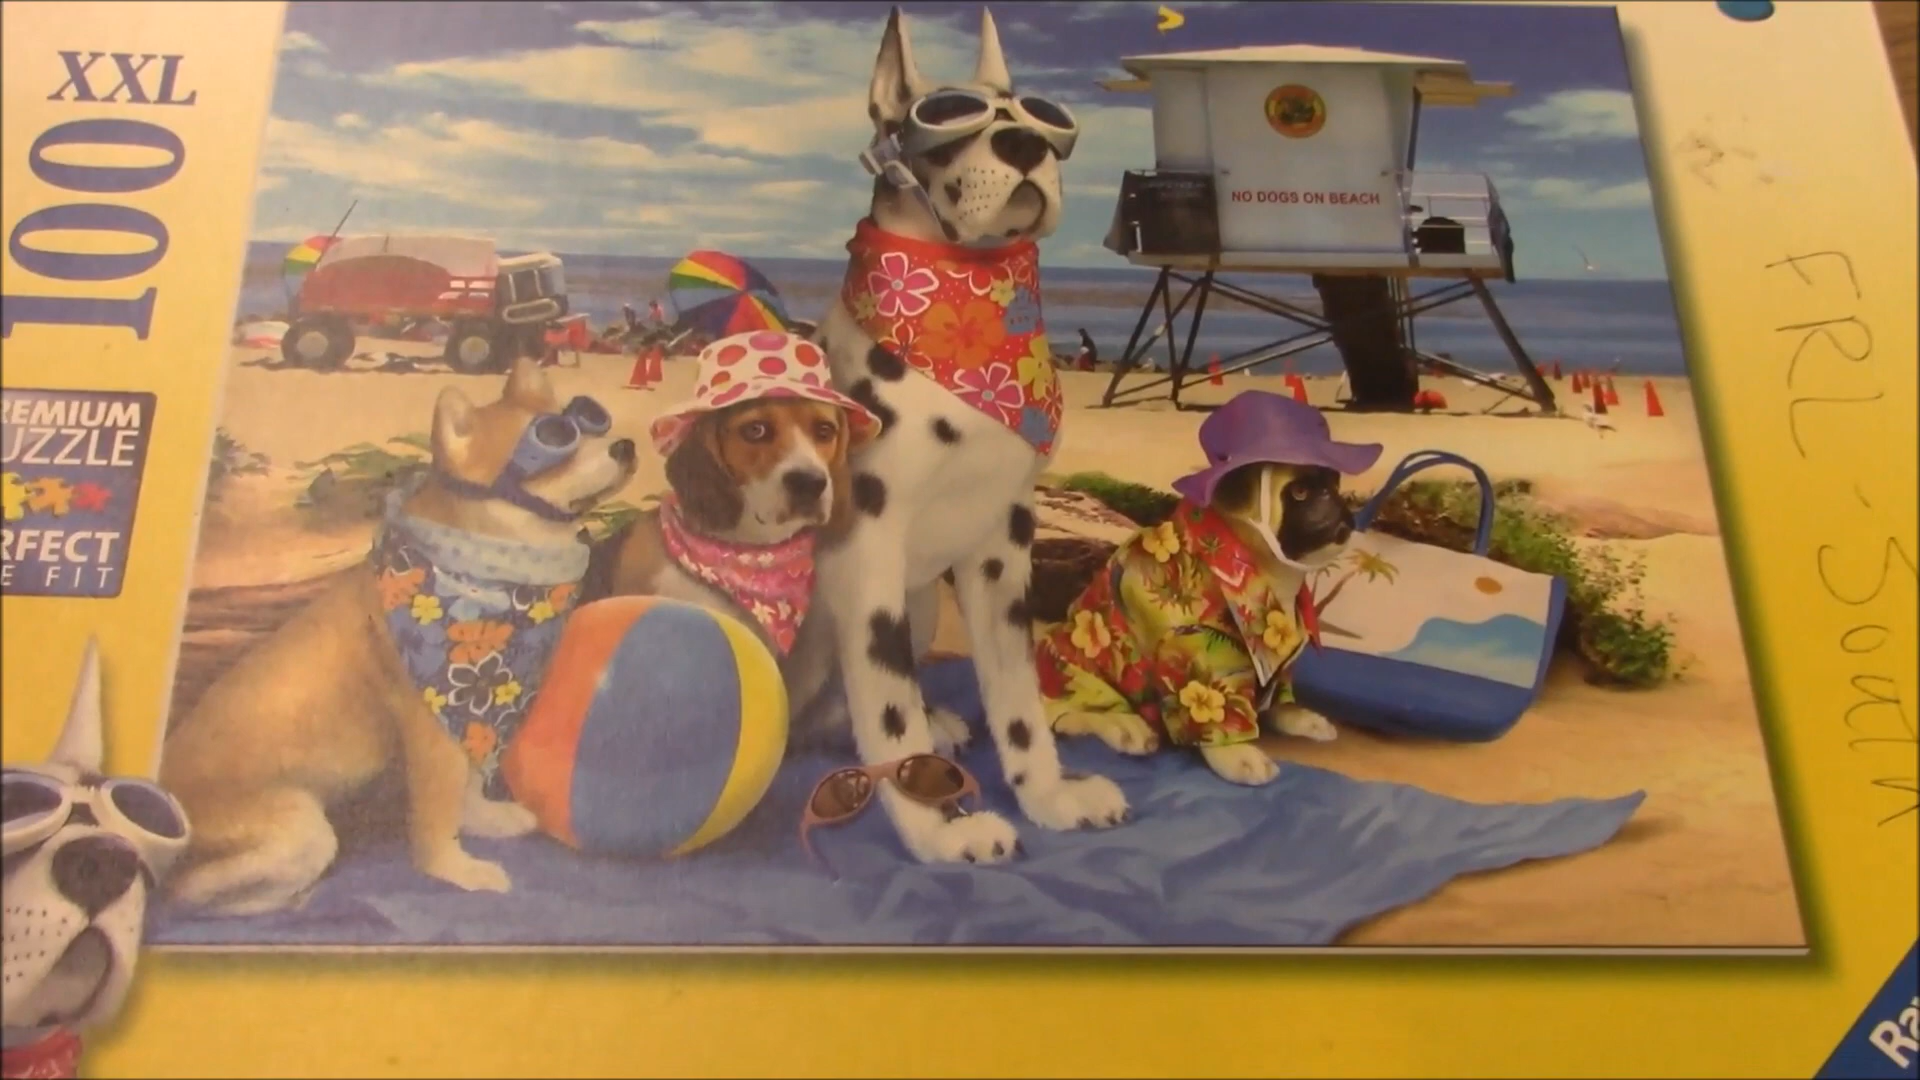 XXL
100
REMIUM
UZZLE
RFECT
E FIT
NO DOGS ON BEACH
FRL - South
Ra